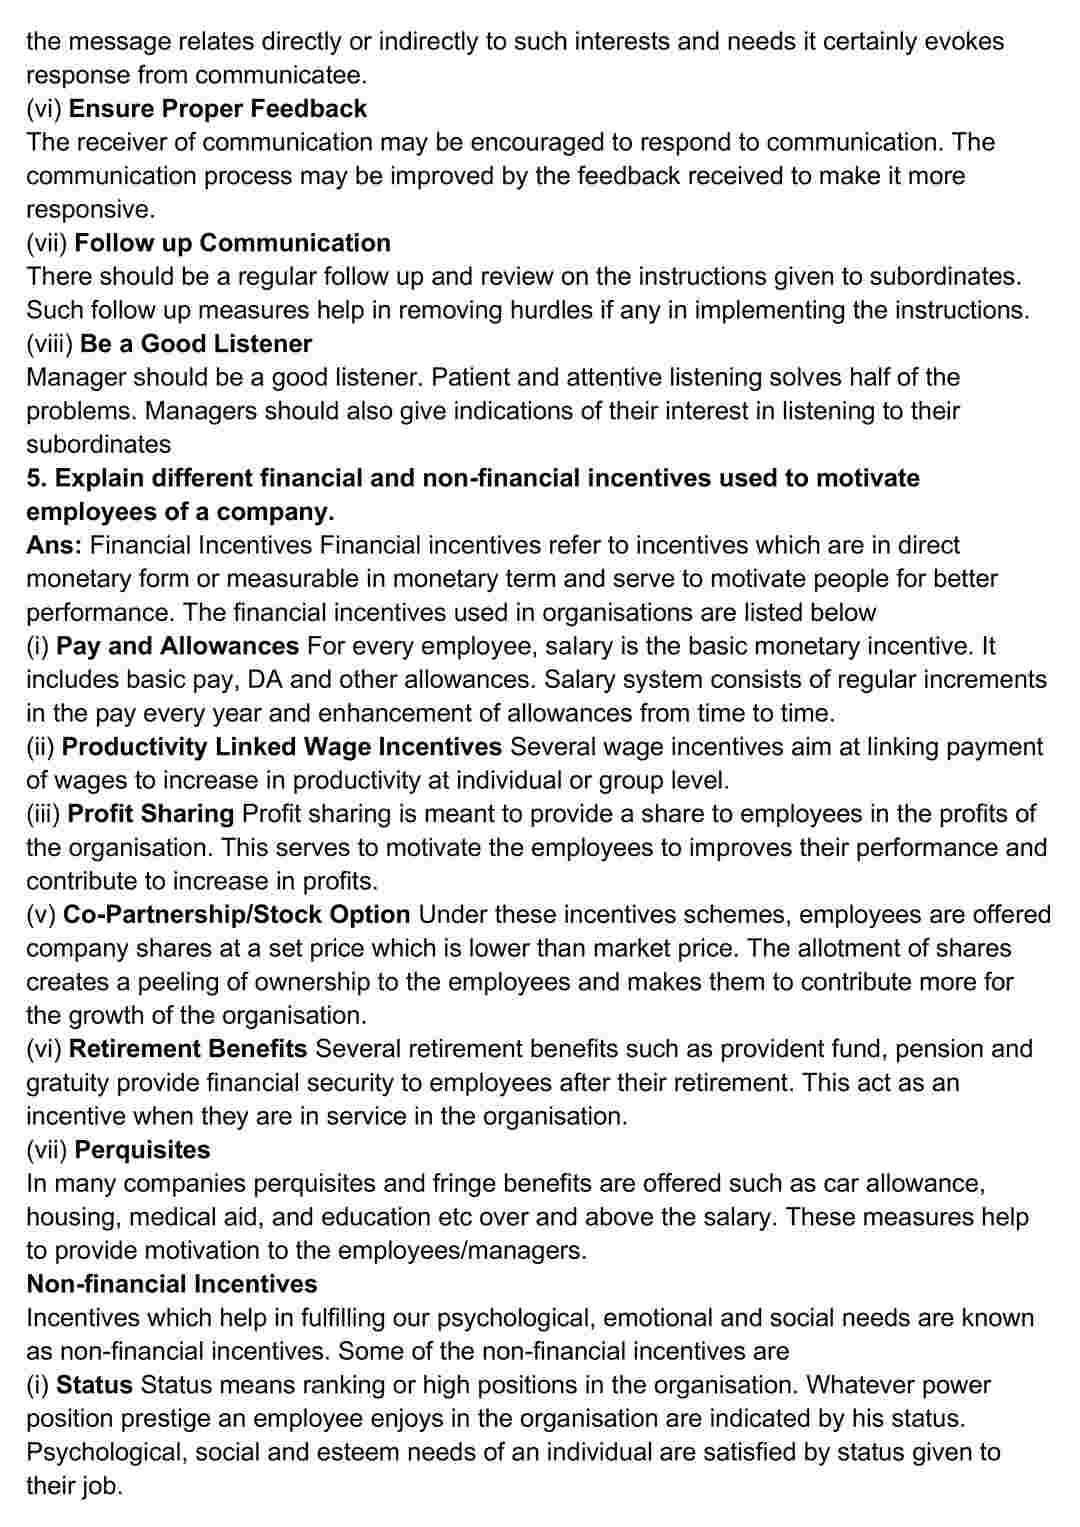 the message relates directly or indirectly to such interests and needs it certainly evokes
response from communicatee.
(vi) Ensure Proper Feedback
The receiver of communication may be encouraged to respond to communication. The
communication process may be improved by the feedback received to make it more
responsive.
(vii) Follow up Communication
There should be a regular follow up and review on the instructions given to subordinates.
Such follow up measures help in removing hurdles if any in implementing the instructions.
(viii) Be a Good Listener
Manager should be a good listener. Patient and attentive listening solves half of the
problems. Managers should also give indications of their interest in listening to their
subordinates
5. Explain different financial and non-financial incentives used to motivate
employees of a company.
Ans: Financial Incentives Financial incentives refer to incentives which are in direct
monetary form or measurable in monetary term and serve to motivate people for better
performance. The financial incentives used in organisations are listed below
(i) Pay and Allowances For every employee, salary is the basic monetary incentive. It
includes basic pay, DA and other allowances. Salary system consists of regular increments
in the pay every year and enhancement of allowances from time to time.
(ii) Productivity Linked Wage Incentives Several wage incentives aim at linking payment
of wages to increase in productivity at individual or group level.
(iii) Profit Sharing Profit sharing is meant to provide a share to employees in the profits of
the organisation. This serves to motivate the employees to improves their performance and
contribute to increase in profits.
(v) Co-Partnership/Stock Option Under these incentives schemes, employees are offered
company shares at a set price which is lower than market price. The allotment of shares
creates a peeling of ownership to the employees and makes them to contribute more for
the growth of the organisation.
(vi) Retirement Benefits Several retirement benefits such as provident fund, pension and
gratuity provide financial security to employees after their retirement. This act as an
incentive when they are in service in the organisation.
(vii) Perquisites
In many companies perquisites and fringe benefits are offered such as car allowance,
housing, medical aid, and education etc over and above the salary. These measures help
to provide motivation to the employees/managers.
Non-financial Incentives
Incentives which help in fulfilling our psychological, emotional and social needs are known
as non-financial incentives. Some of the non-financial incentives are
(i) Status Status means ranking or high positions in the organisation. Whatever power
position prestige an employee enjoys in the organisation are indicated by his status.
Psychological, social and esteem needs of an individual are satisfied by status given to
their job.